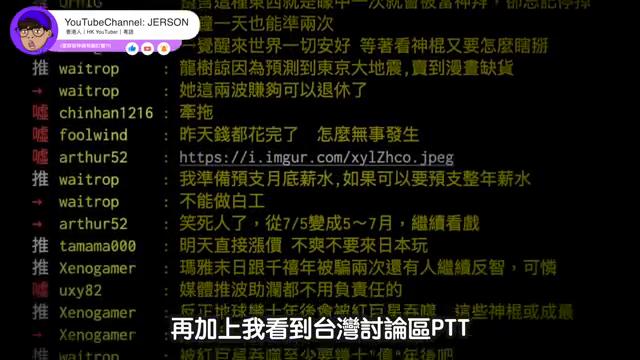 YouTubeChannel: JERSON
香港人 | HK YouTuber | 粵語
鐘一天也能準兩次
一覺醒來世界一切安好 等著看神棍又要怎麼瞎掰
推 waitrop : 龍樹諒因為預測到東京大地震,賣到漫畫缺貨
→ waitrop : 她這兩波賺夠可以退休了
噓 chinhan1216 : 牽拖
噓 foolwind : 昨天錢都花完了 怎麼無事發生
噓 arthur52 : https://i.imgur.com/xylZhco.jpeg
推 waitrop : 我準備預支月底薪水,如果可以要預支整年薪水
→ waitrop : 不能做白工
→ arthur52 : 笑死人了，從7/5變成5～7月，繼續看戲
推 tamama000 : 明天直接漲價 不爽不要來日本玩
推 Xenogamer : 瑪雅末日跟千禧年被騙兩次還有人繼續反智，可憐
噓 uxy82 : 媒體推波助瀾都不用負責任的
推 Xenogamer :
→ Xenogamer
再加上我看到台灣討論區PTT